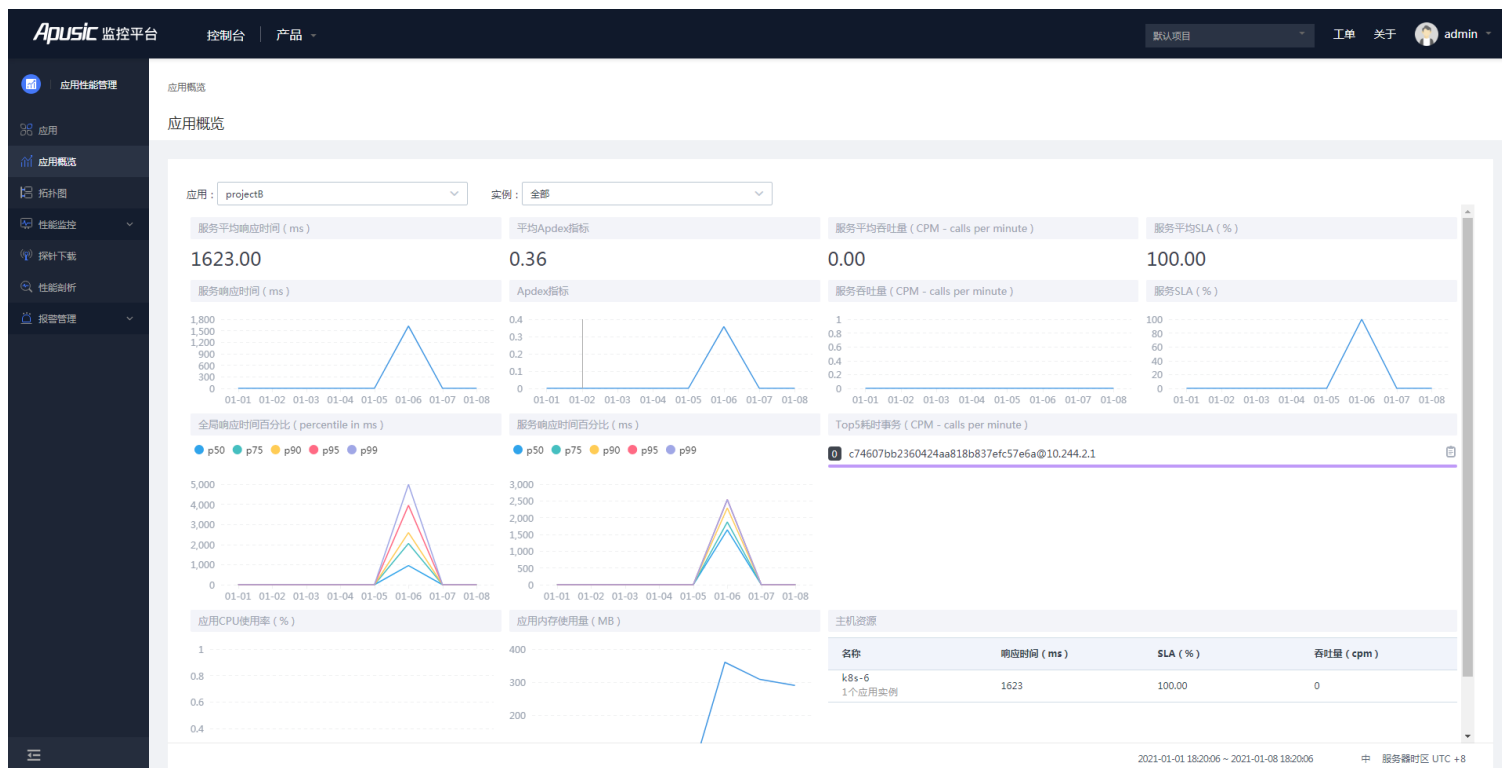 Apusic 监控平台 控制台 产品 默认项目 工单 关于 admin
应用性能管理
应用
应用概览
拓扑图
性能监控
探针下载
性能剖析
报警管理
应用概览
应用概览
应用： projectB 实例： 全部
服务平均响应时间 ( ms ) 平均Apdex指标 服务平均吞吐量 ( CPM - calls per minute ) 服务平均SLA ( % )
1623.00 0.36 0.00 100.00
服务响应时间 ( ms ) Apdex指标 服务吞吐量 ( CPM - calls per minute ) 服务SLA ( % )
1,800
1,500
1,200
900
600
300
0
01-01 01-02 01-03 01-04 01-05 01-06 01-07 01-08
0.4
0.3
0.2
0.1
0
01-01 01-02 01-03 01-04 01-05 01-06 01-07 01-08
1
0.8
0.6
0.4
0.2
0
01-01 01-02 01-03 01-04 01-05 01-06 01-07 01-08
100
80
60
40
20
0
01-01 01-02 01-03 01-04 01-05 01-06 01-07 01-08
全局响应时间百分比 ( percentile in ms ) 服务响应时间百分比 ( ms ) Top5耗时事务 ( CPM - calls per minute )
p50 p75 p90 p95 p99
5,000
4,000
3,000
2,000
1,000
0
01-01 01-02 01-03 01-04 01-05 01-06 01-07 01-08
p50 p75 p90 p95 p99
3,000
2,500
2,000
1,500
1,000
500
0
01-01 01-02 01-03 01-04 01-05 01-06 01-07 01-08
0 c74607bb2360424aa818b837efc57e6a@10.244.2.1
应用CPU使用率 ( % ) 应用内存使用量 ( MB ) 主机资源
1
0.8
0.6
0.4
400
300
200
名称 响应时间 ( ms ) SLA ( % ) 吞吐量 ( cpm )
k8s-6 1623 100.00 0
1个应用实例
2021-01-01 18:20:06 ~ 2021-01-08 18:20:06 中 服务器时区 UTC +8